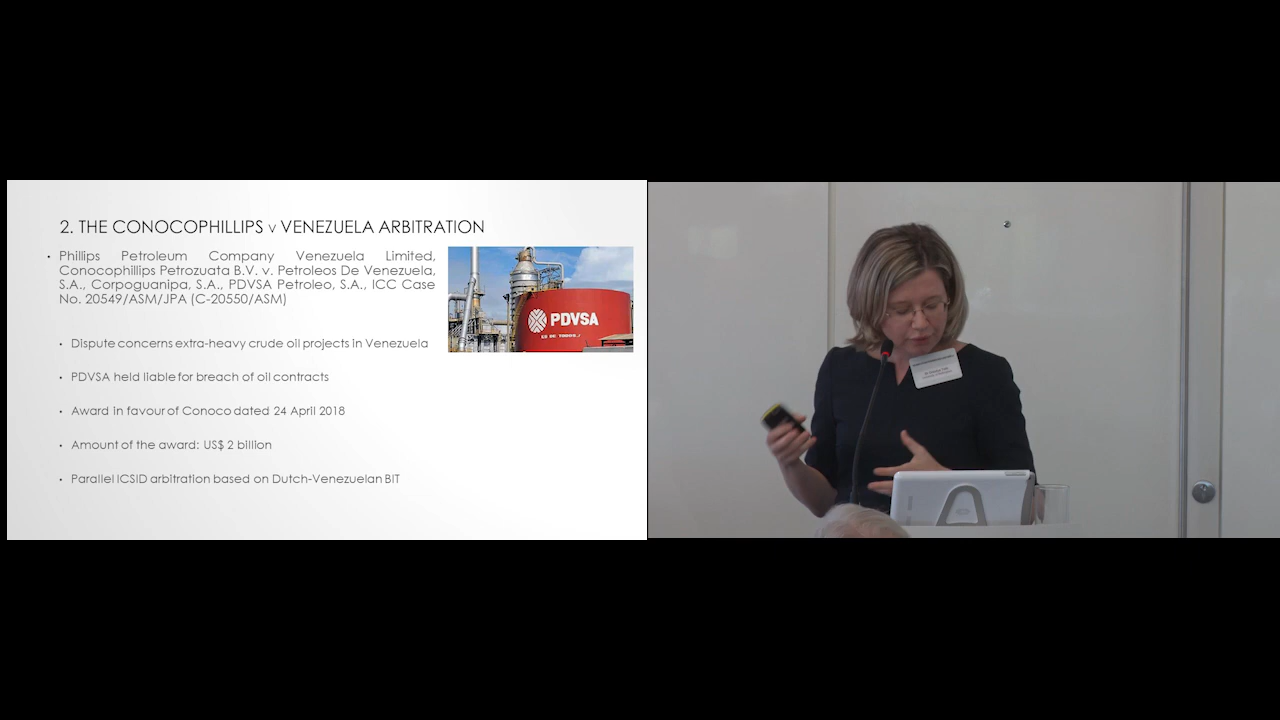 2. THE CONOCOPHILLIPS v VENEZUELA ARBITRATION
• Phillips Petroleum Company Venezuela Limited,
Conocophillips Petrozuata B.V. v. Petroleos De Venezuela,
S.A., Corpoguanipa, S.A., PDVSA Petroleo, S.A., ICC Case
No. 20549/ASM/JPA (C-20550/ASM)
PDVSA
• Dispute concerns extra-heavy crude oil projects in Venezuela
• PDVSA held liable for breach of oil contracts
• Award in favour of Conoco dated 24 April 2018
• Amount of the award: US$ 2 billion
• Parallel ICSID arbitration based on Dutch-Venezuelan BIT